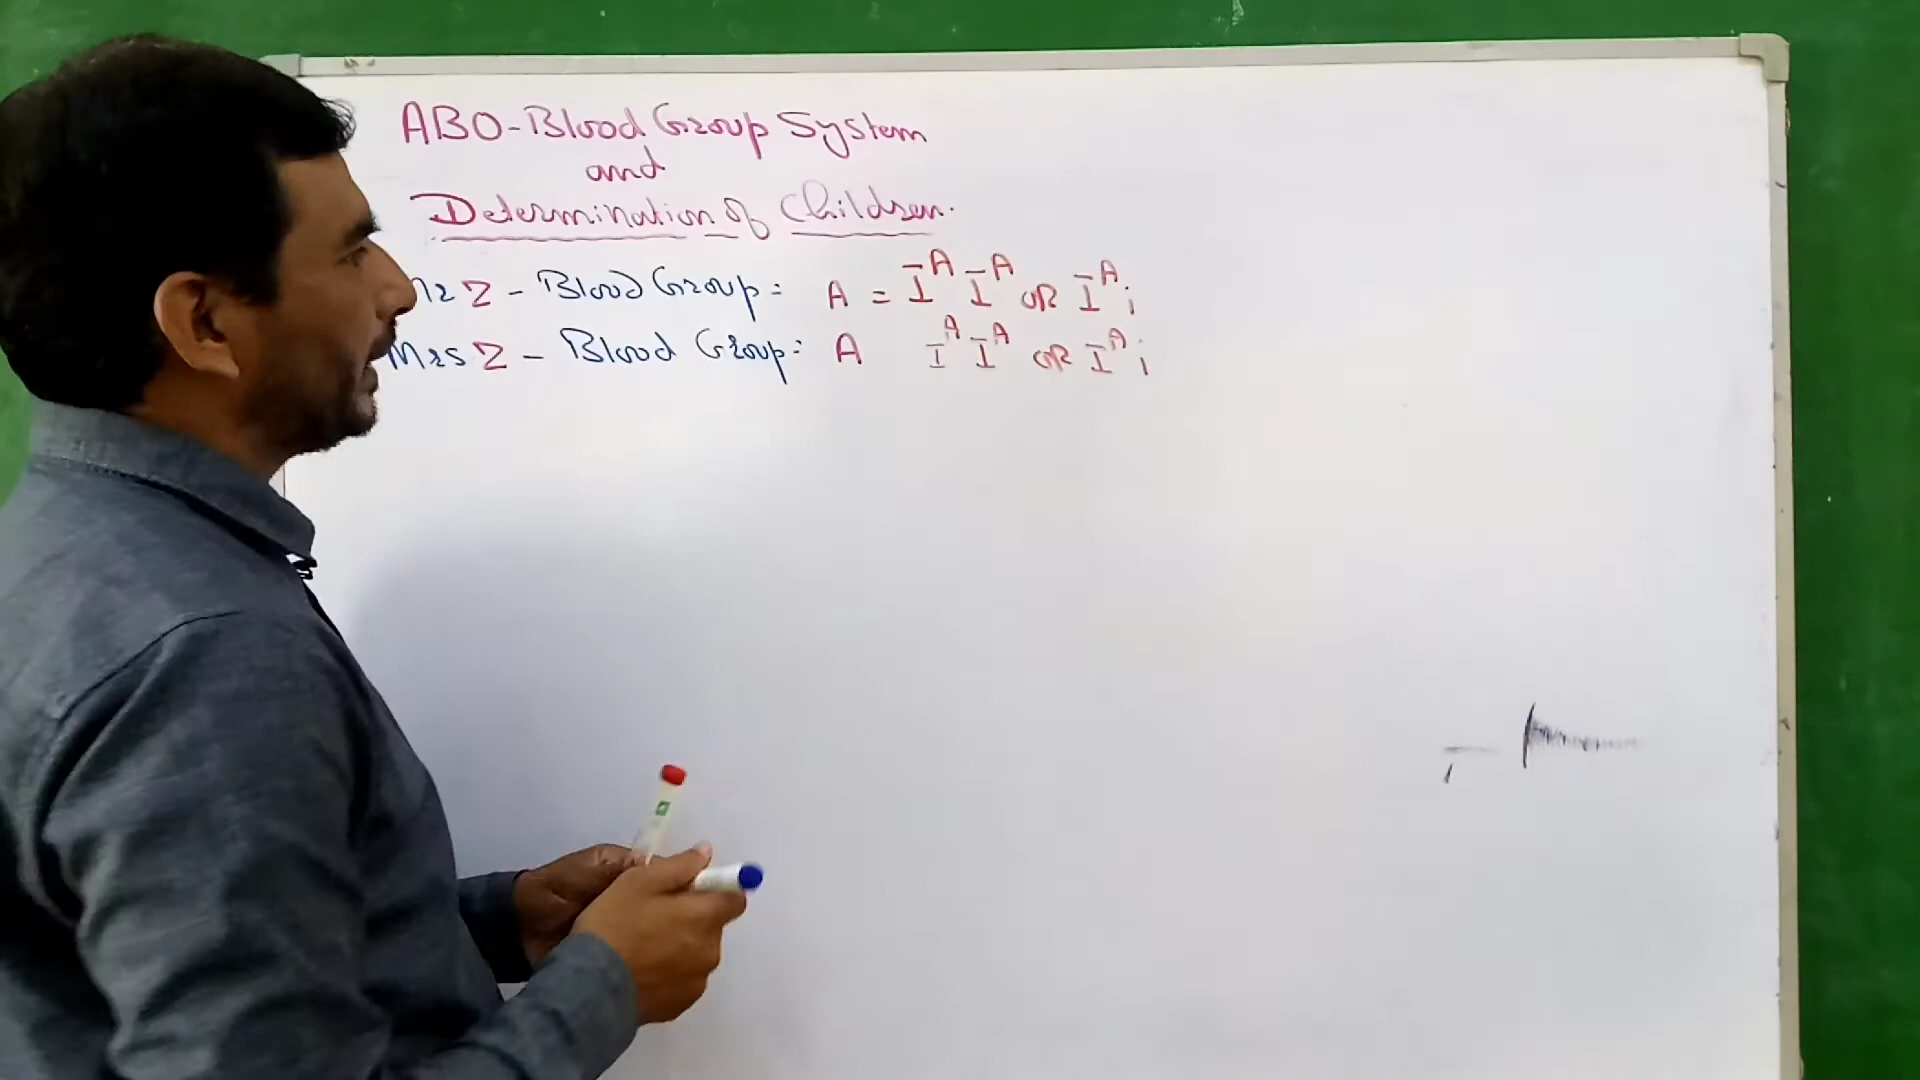 ABO-Blood Group System
and
Determination of Children.
Mr Z - Blood Group: A = I^A I^A OR I^A i
Mrs Z - Blood Group: A I^A I^A OR I^A i